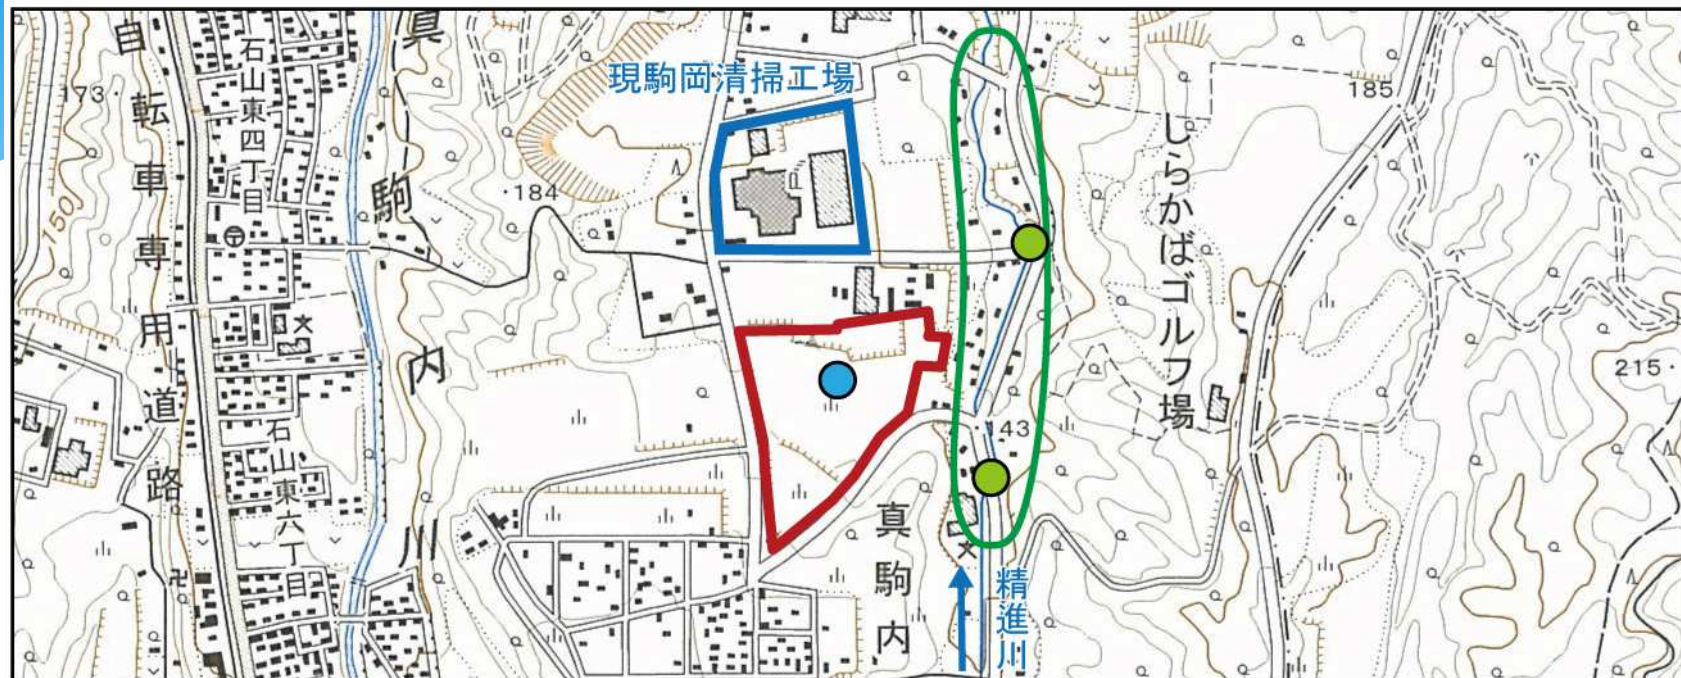 自転車専用道路
石山東四丁目
石山東六丁目
真駒内川
現駒岡清掃工場
しらかばゴルフ場
真駒内
精進川
173
150
184
185
215
143